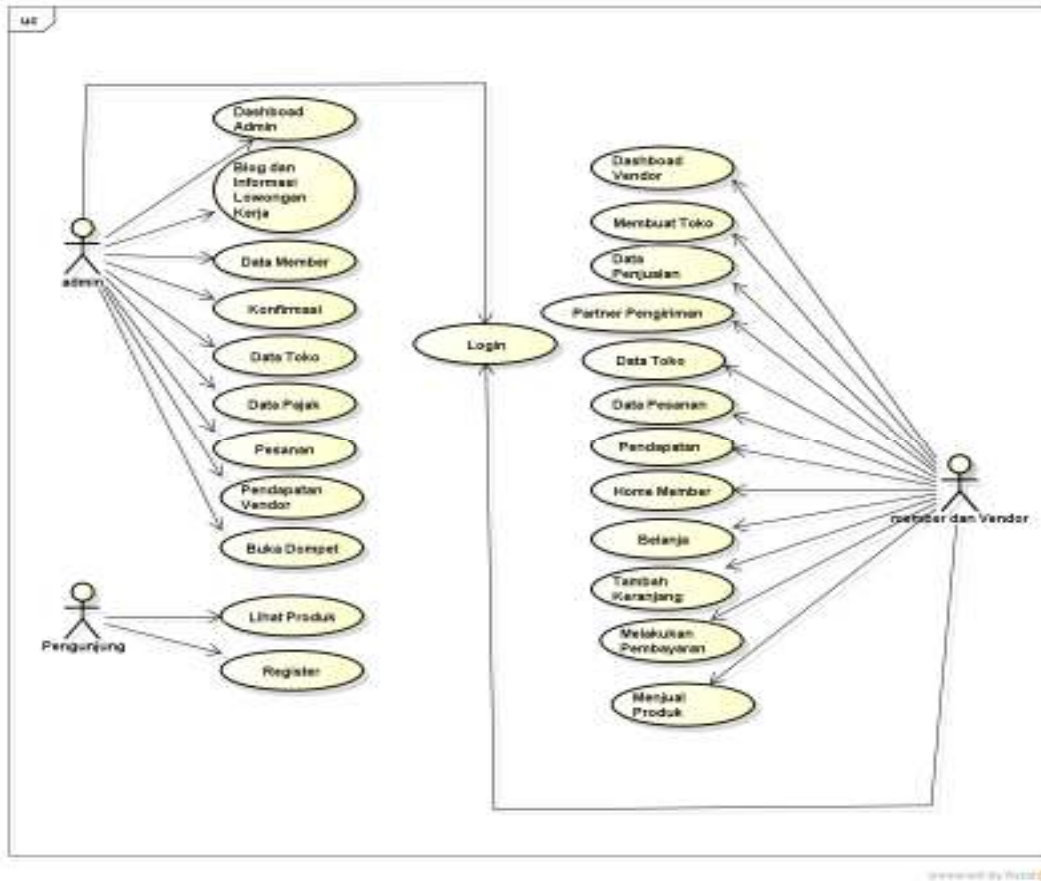 uc
Dashboad
Admin
Blog dan
Informasi
Lowongan
Kerja
Data Member
Konfirmasi
Data Toko
Data Pajak
Pesanan
Pendapatan
Vendor
Buka Dompet
admin
Lihat Produk
Register
Pengunjung
Login
Dashboad
Vendor
Membuat Toko
Data
Penjualan
Partner Pengiriman
Data Toko
Data Pesanan
Pendapatan
Home Member
Belanja
Tambah
Keranjang
Melakukan
Pembayaran
Menjual
Produk
member dan Vendor
powered by